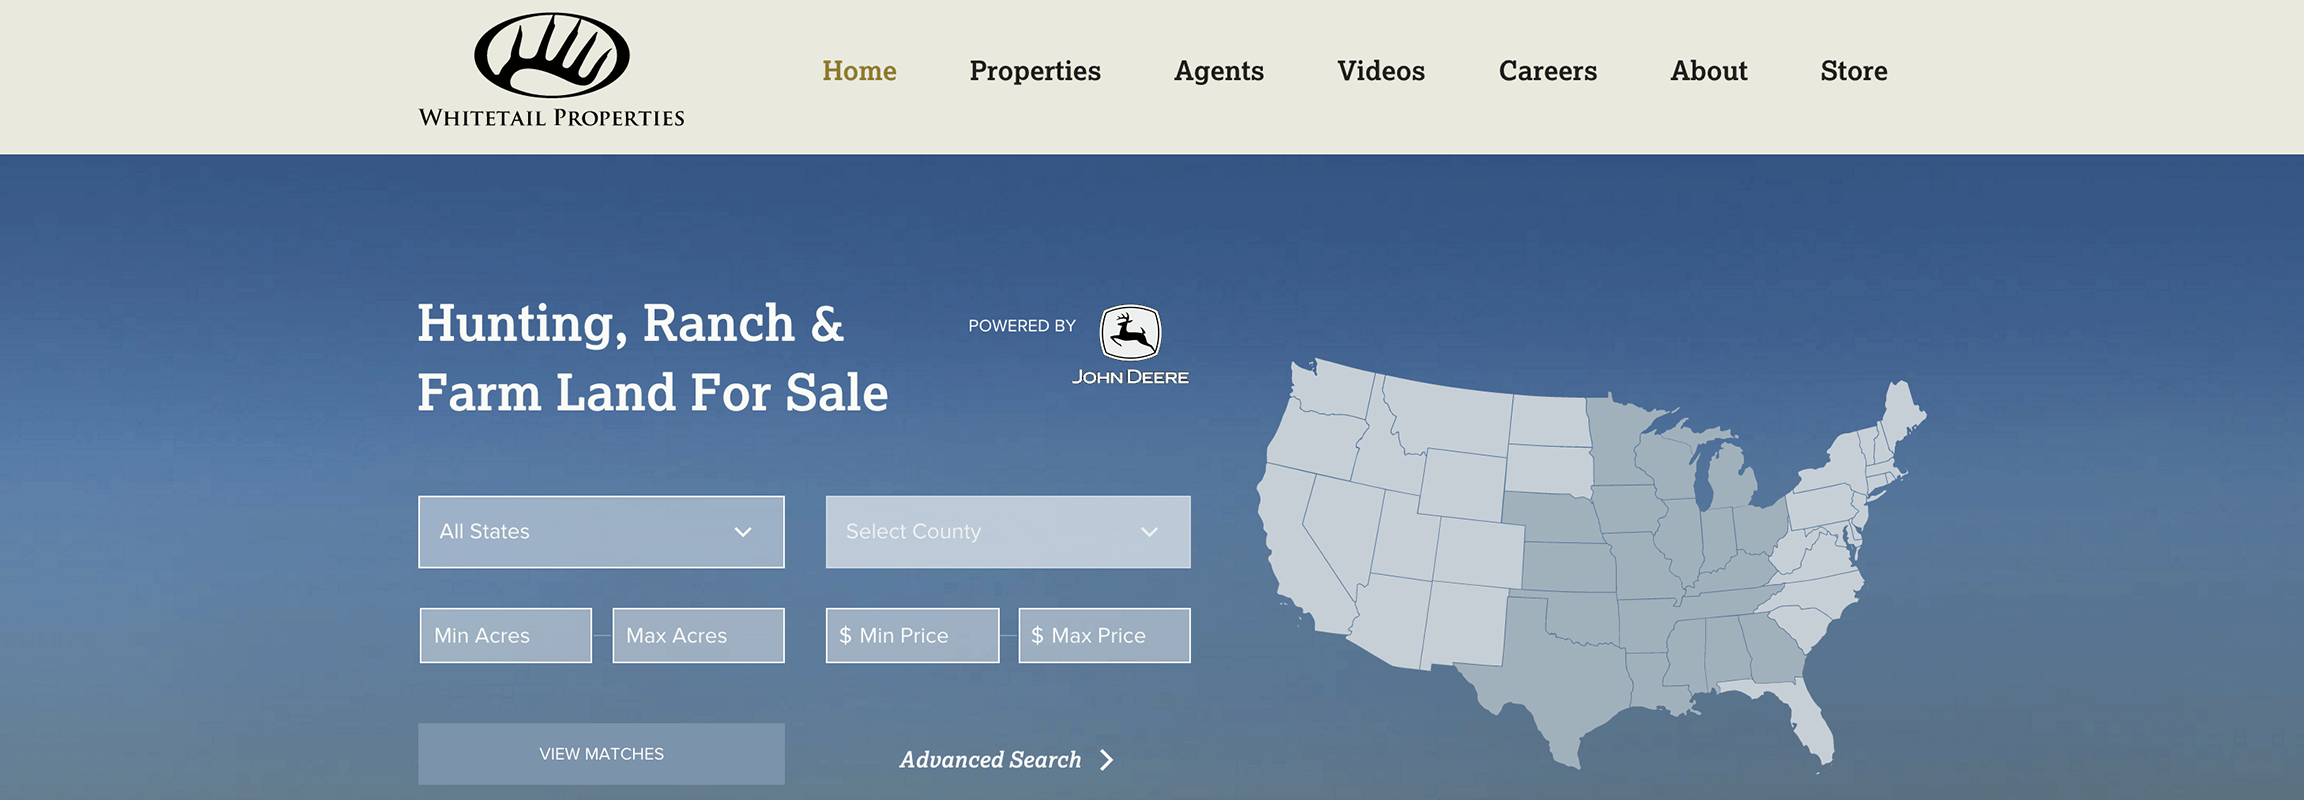 WHITETAIL PROPERTIES
Home Properties Agents Videos Careers About Store
Hunting, Ranch &
Farm Land For Sale
POWERED BY
JOHN DEERE
All States
Select County
Min Acres
Max Acres
$ Min Price
$ Max Price
VIEW MATCHES
Advanced Search